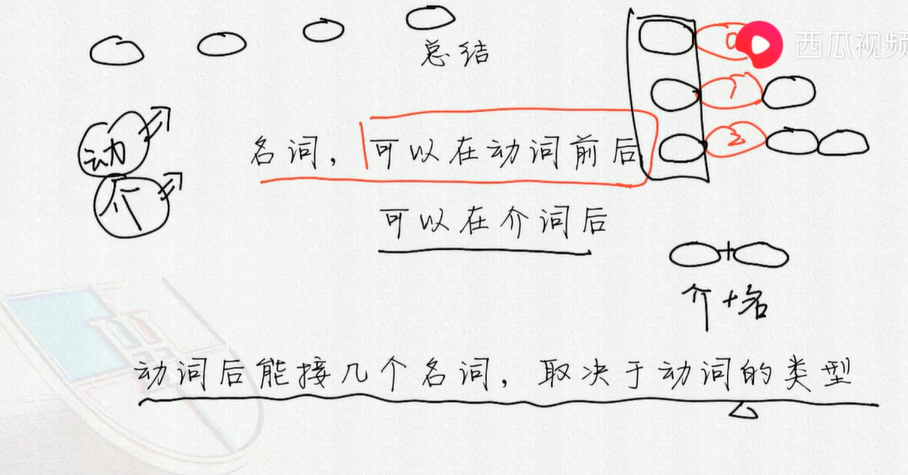 总结
西瓜视频
0
1
2
动
介
名词，可以在动词前后
可以在介词后
介+名
动词后能接几个名词，取决于动词的类型